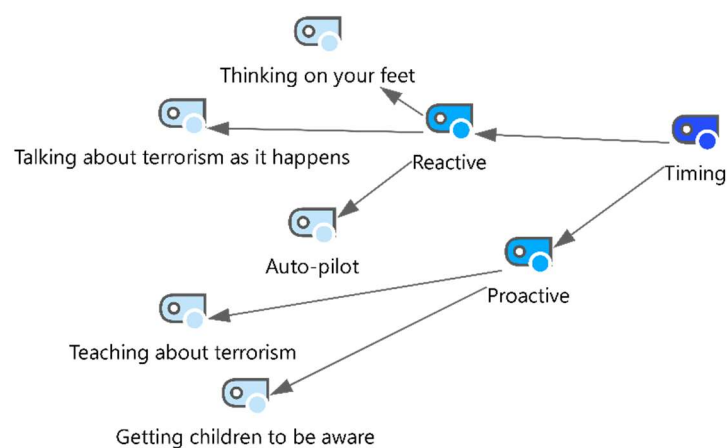 Thinking on your feet
Talking about terrorism as it happens
Reactive
Timing
Auto-pilot
Proactive
Teaching about terrorism
Getting children to be aware